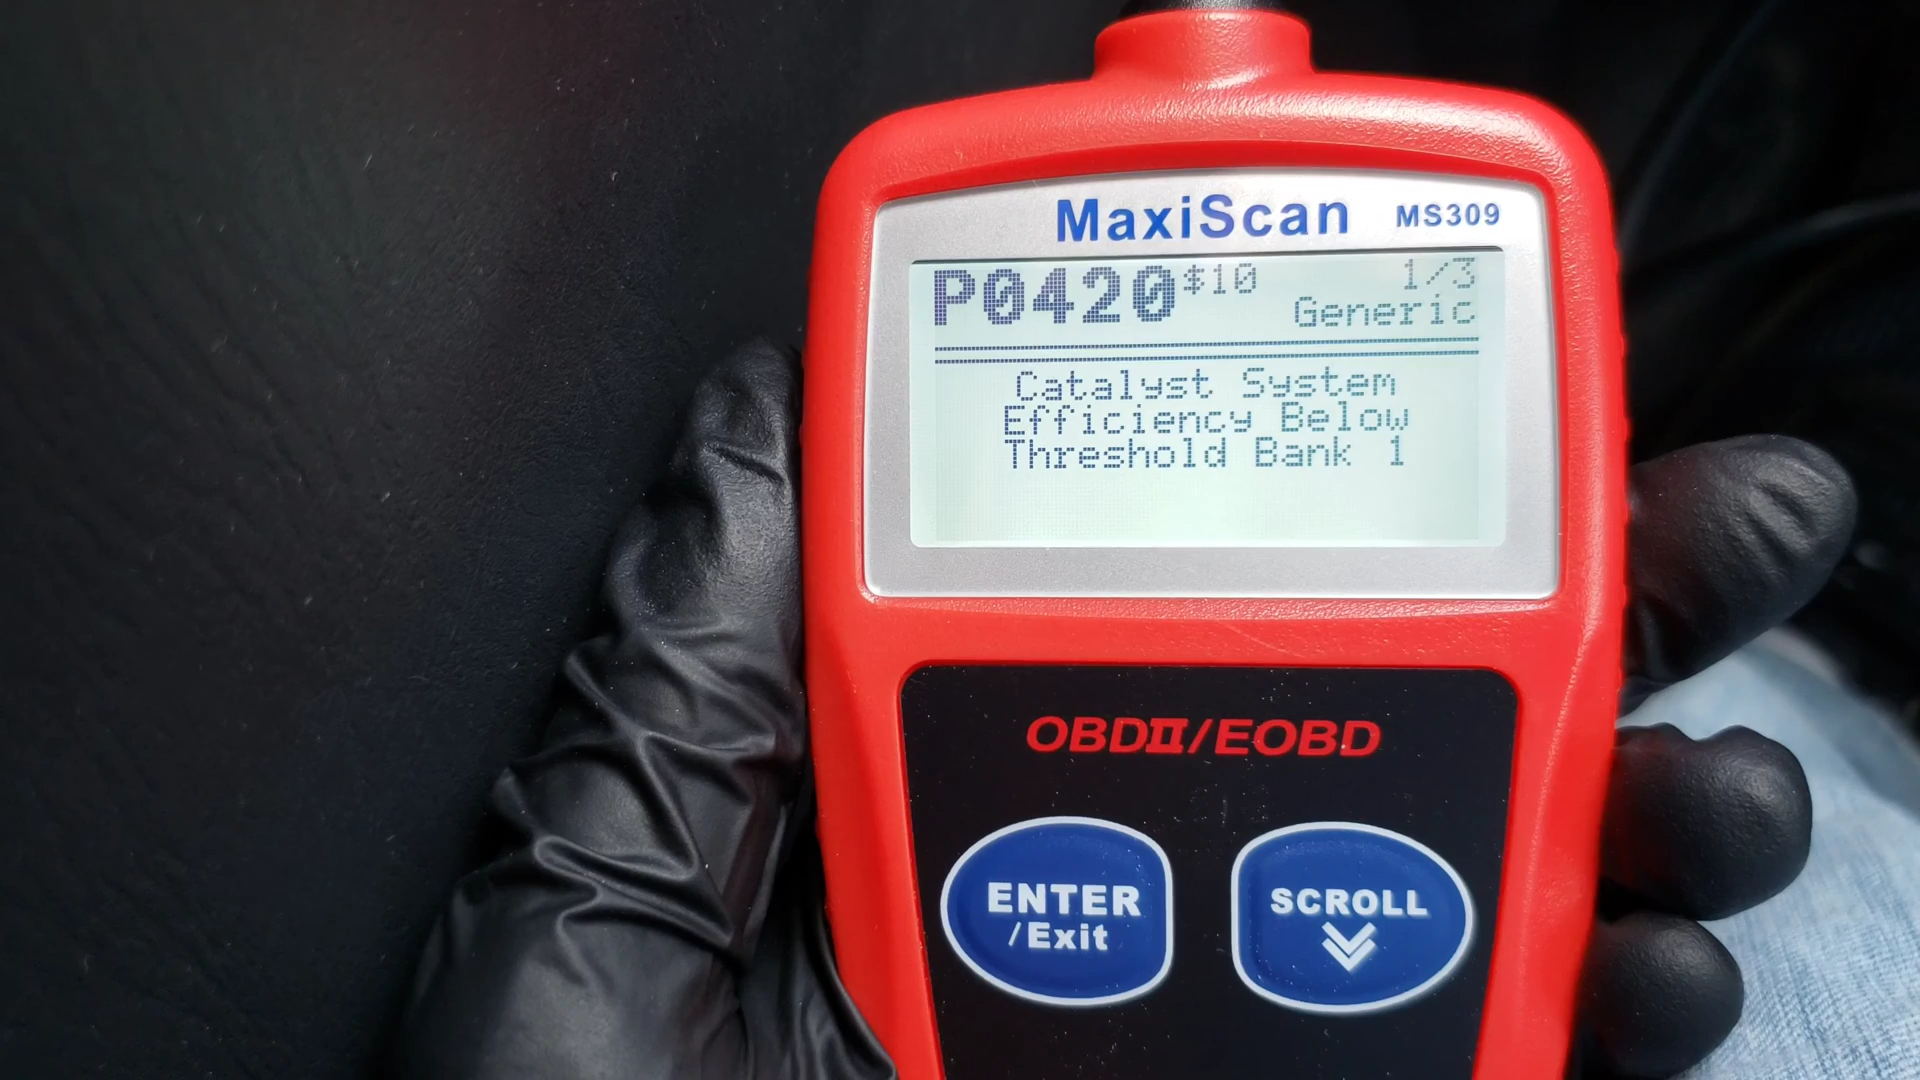 MaxiScan MS309
P0420 $10 1/3
Generic
Catalyst System
Efficiency Below
Threshold Bank 1
OBDII/EOBD
ENTER
/Exit
SCROLL